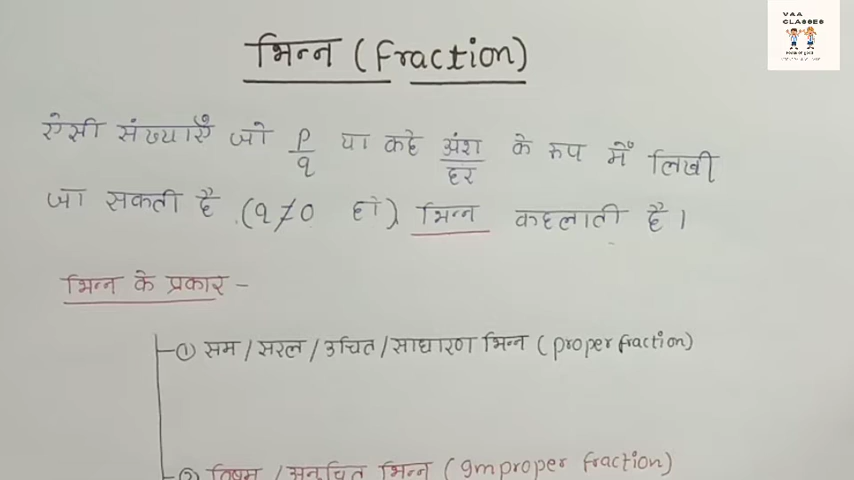 VAA
CLASSES
भिन्न (Fraction)
ऐसी संख्याएँ जो p/q या कहे अंश/हर के रुप में लिखी
जा सकती है (q≠0 हो) भिन्न कहलाती है।
भिन्न के प्रकार -
① सम/सरल/उचित/साधारण भिन्न (proper fraction)
② विषम/अनुचित भिन्न (Improper fraction)